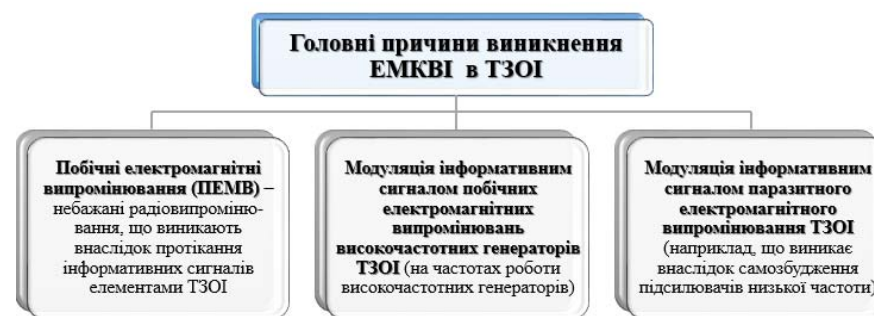 Головні причини виникнення
ЕМКВІ в ТЗОІ
Побічні електромагнітні
випромінювання (ПЕМВ) –
небажані радіовипроміню-
вання, що виникають
внаслідок протікання
інформативних сигналів
елементами ТЗОІ
Модуляція інформативним
сигналом побічних
електромагнітних
випромінювань
високочастотних генераторів
ТЗОІ (на частотах роботи
високочастотних генераторів)
Модуляція інформативним
сигналом паразитного
електромагнітного
випромінювання ТЗОІ
(наприклад, що виникає
внаслідок самозбудження
підсилювачів низької частоти)